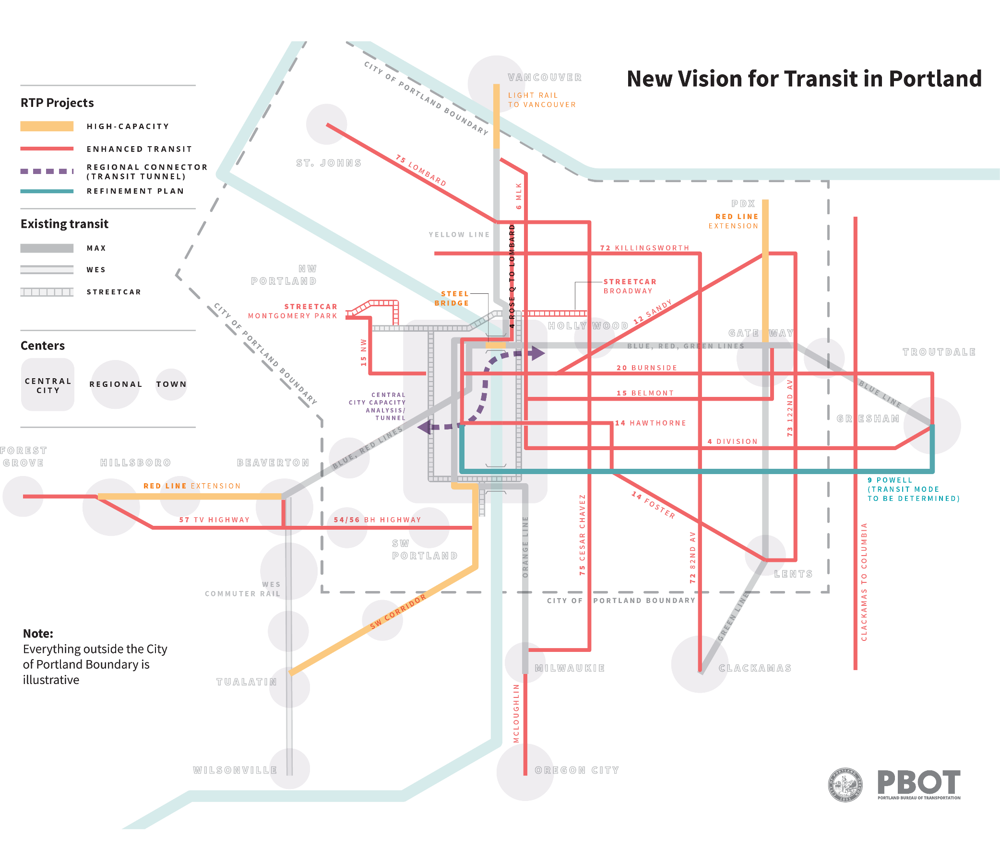 New Vision for Transit in Portland
RTP Projects
HIGH-CAPACITY
ENHANCED TRANSIT
REGIONAL CONNECTOR
(TRANSIT TUNNEL)
REFINEMENT PLAN
Existing transit
MAX
WES
STREETCAR
Centers
CENTRAL
CITY
REGIONAL
TOWN
CITY OF PORTLAND BOUNDARY
VANCOUVER
LIGHT RAIL
TO VANCOUVER
ST. JOHNS
75 LOMBARD
6 MLK
YELLOW LINE
4 ROSE Q TO LOMBARD
PDX
RED LINE
EXTENSION
72 KILLINGSWORTH
NW
PORTLAND
STREETCAR
BROADWAY
STEEL
BRIDGE
STREETCAR
MONTGOMERY PARK
12 SANDY
HOLLYWOOD
GATEWAY
BLUE, RED, GREEN LINES
TROUTDALE
15 NW
CITY OF PORTLAND BOUNDARY
20 BURNSIDE
15 BELMONT
BLUE LINE
73 122ND AV
CENTRAL
CITY CAPACITY
ANALYSIS/
TUNNEL
GRESHAM
14 HAWTHORNE
4 DIVISION
BLUE, RED LINES
FOREST
GROVE
HILLSBORO
BEAVERTON
RED LINE EXTENSION
9 POWELL
(TRANSIT MODE
TO BE DETERMINED)
14 FOSTER
57 TV HIGHWAY
54/56 BH HIGHWAY
SW
PORTLAND
ORANGE LINE
75 CESAR CHAVEZ
72 82ND AV
CLACKAMAS TO COLUMBIA
LENTS
WES
COMMUTER RAIL
SW CORRIDOR
CITY OF PORTLAND BOUNDARY
GREEN LINE
Note:
Everything outside the City
of Portland Boundary is
illustrative
TUALATIN
MILWAUKIE
CLACKAMAS
MCLOUGHLIN
WILSONVILLE
OREGON CITY
CITY OF PORTLAND, OREGON
1851
PBOT
PORTLAND BUREAU OF TRANSPORTATION